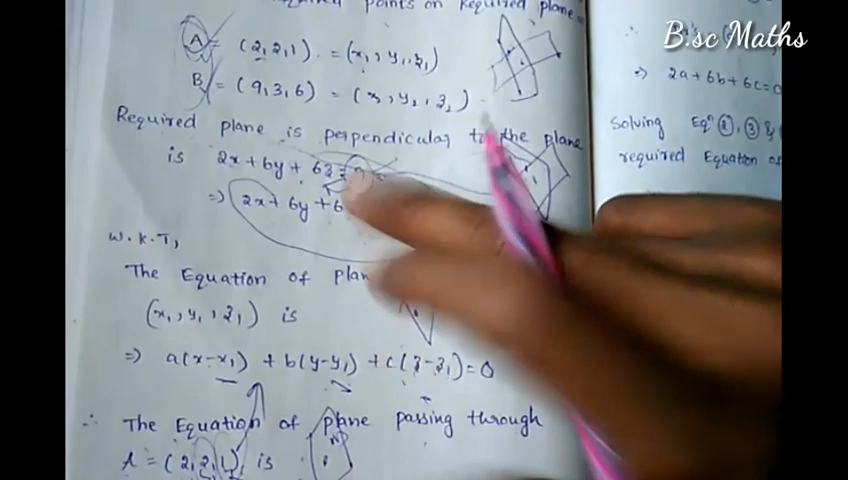 points on Required plane
A = (2,2,1) = (x₁, y₁, z₁)
B = (9,3,6) = (x, y₂, z₂)
Required plane is perpendicular to the plane
is 2x+6y+6z=
=) 2x+6y+6
W.K.T,
The Equation of plan
(x₁, y₁, z₁) is
=) a(x-x₁) + b(y-y₁) + c(z-z₁)=0
∴ The Equation of plane passing through
A = (2,2,1) is
B.sc Maths
=) 2a+6b+6c=0
Solving Eqⁿ ②, ③ &
required Equation of